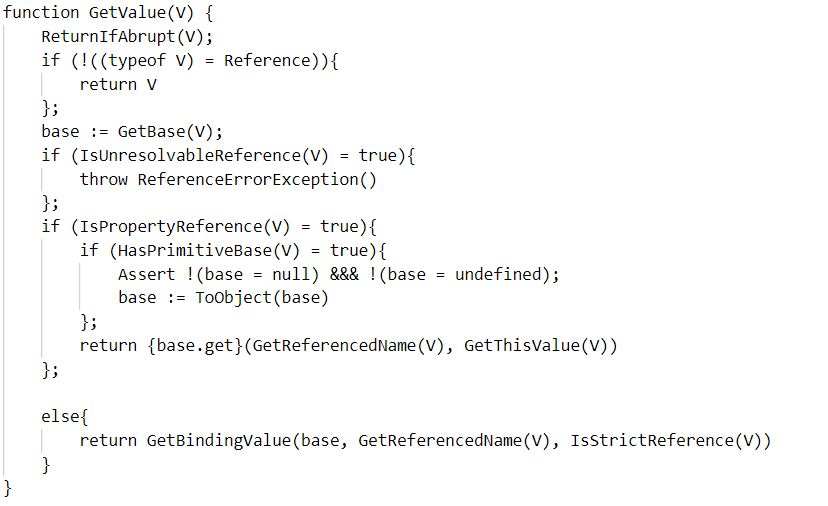 function GetValue(V) {
    ReturnIfAbrupt(V);
    if (!((typeof V) = Reference)){
        return V
    };
    base := GetBase(V);
    if (IsUnresolvableReference(V) = true){
        throw ReferenceErrorException()
    };
    if (IsPropertyReference(V) = true){
        if (HasPrimitiveBase(V) = true){
            Assert !(base = null) &&& !(base = undefined);
            base := ToObject(base)
        };
        return {base.get}(GetReferencedName(V), GetThisValue(V))
    };

    else{
        return GetBindingValue(base, GetReferencedName(V), IsStrictReference(V))
    }
}